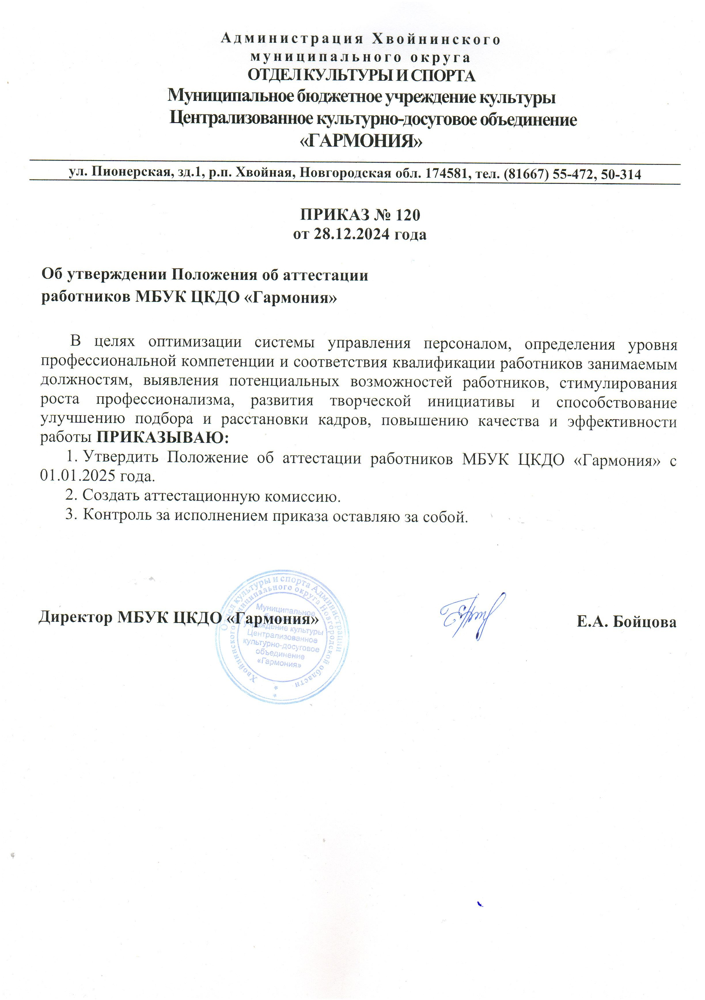 Администрация Хвойнинского
муниципального округа
ОТДЕЛ КУЛЬТУРЫ И СПОРТА
Муниципальное бюджетное учреждение культуры
Централизованное культурно-досуговое объединение
«ГАРМОНИЯ»
ул. Пионерская, зд.1, р.п. Хвойная, Новгородская обл. 174581, тел. (81667) 55-472, 50-314
ПРИКАЗ № 120
от 28.12.2024 года
Об утверждении Положения об аттестации
работников МБУК ЦКДО «Гармония»
В целях оптимизации системы управления персоналом, определения уровня
профессиональной компетенции и соответствия квалификации работников занимаемым
должностям, выявления потенциальных возможностей работников, стимулирования
роста профессионализма, развития творческой инициативы и способствование
улучшению подбора и расстановки кадров, повышению качества и эффективности
работы ПРИКАЗЫВАЮ:
1. Утвердить Положение об аттестации работников МБУК ЦКДО «Гармония» с
01.01.2025 года.
2. Создать аттестационную комиссию.
3. Контроль за исполнением приказа оставляю за собой.
Директор МБУК ЦКДО «Гармония» Е.А. Бойцова
Отдел культуры и спорта Администрации
Хвойнинского муниципального округа Новгородской области
Муниципальное
учреждение культуры
Централизованное
культурно-досуговое
объединение
«Гармония»